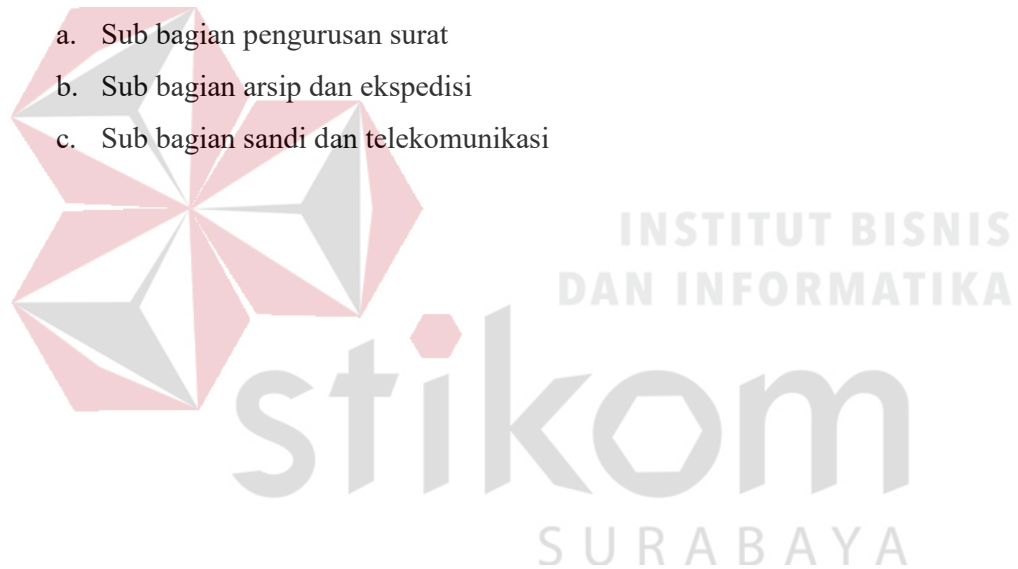 a. Sub bagian pengurusan surat
b. Sub bagian arsip dan ekspedisi
c. Sub bagian sandi dan telekomunikasi
INSTITUT BISNIS
DAN INFORMATIKA
stikom
SURABAYA